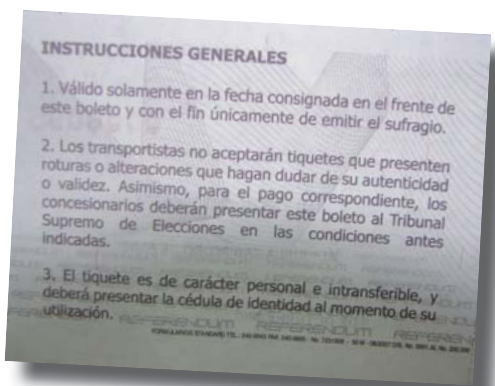 INSTRUCCIONES GENERALES
1. Válido solamente en la fecha consignada en el frente de
este boleto y con el fin únicamente de emitir el sufragio.
2. Los transportistas no aceptarán tiquetes que presenten
roturas o alteraciones que hagan dudar de su autenticidad
o validez. Asimismo, para el pago correspondiente, los
concesionarios deberán presentar este boleto al Tribunal
Supremo de Elecciones en las condiciones antes
indicadas.
3. El tiquete es de carácter personal e intransferible, y
deberá presentar la cédula de identidad al momento de su
utilización.
REFERENDUM REFERENDUM